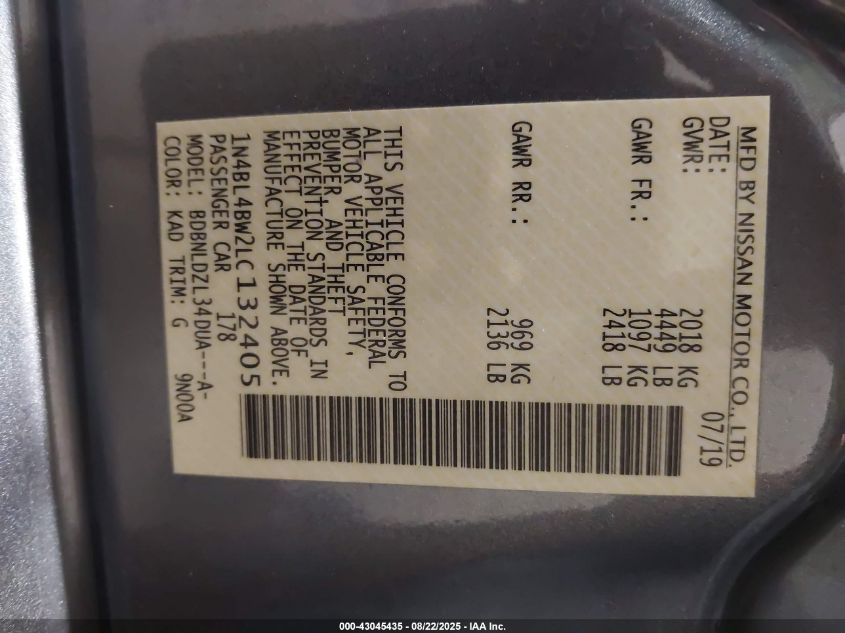 MFD BY NISSAN MOTOR CO., LTD.
DATE: 07/19
GVWR: 2018 KG
4449 LB
GAWR FR.: 1097 KG
2418 LB
GAWR RR.: 969 KG
2136 LB
THIS VEHICLE CONFORMS TO
ALL APPLICABLE FEDERAL
MOTOR VEHICLE SAFETY,
BUMPER, AND THEFT
PREVENTION STANDARDS IN
EFFECT ON THE DATE OF
MANUFACTURE SHOWN ABOVE.
1N4BL4BW2LC132405
PASSENGER CAR 178
MODEL: BDBNLDZL34DUA---A-
COLOR: KAD TRIM: G 9N00A
000-43045435 - 08/22/2025 - IAA Inc.